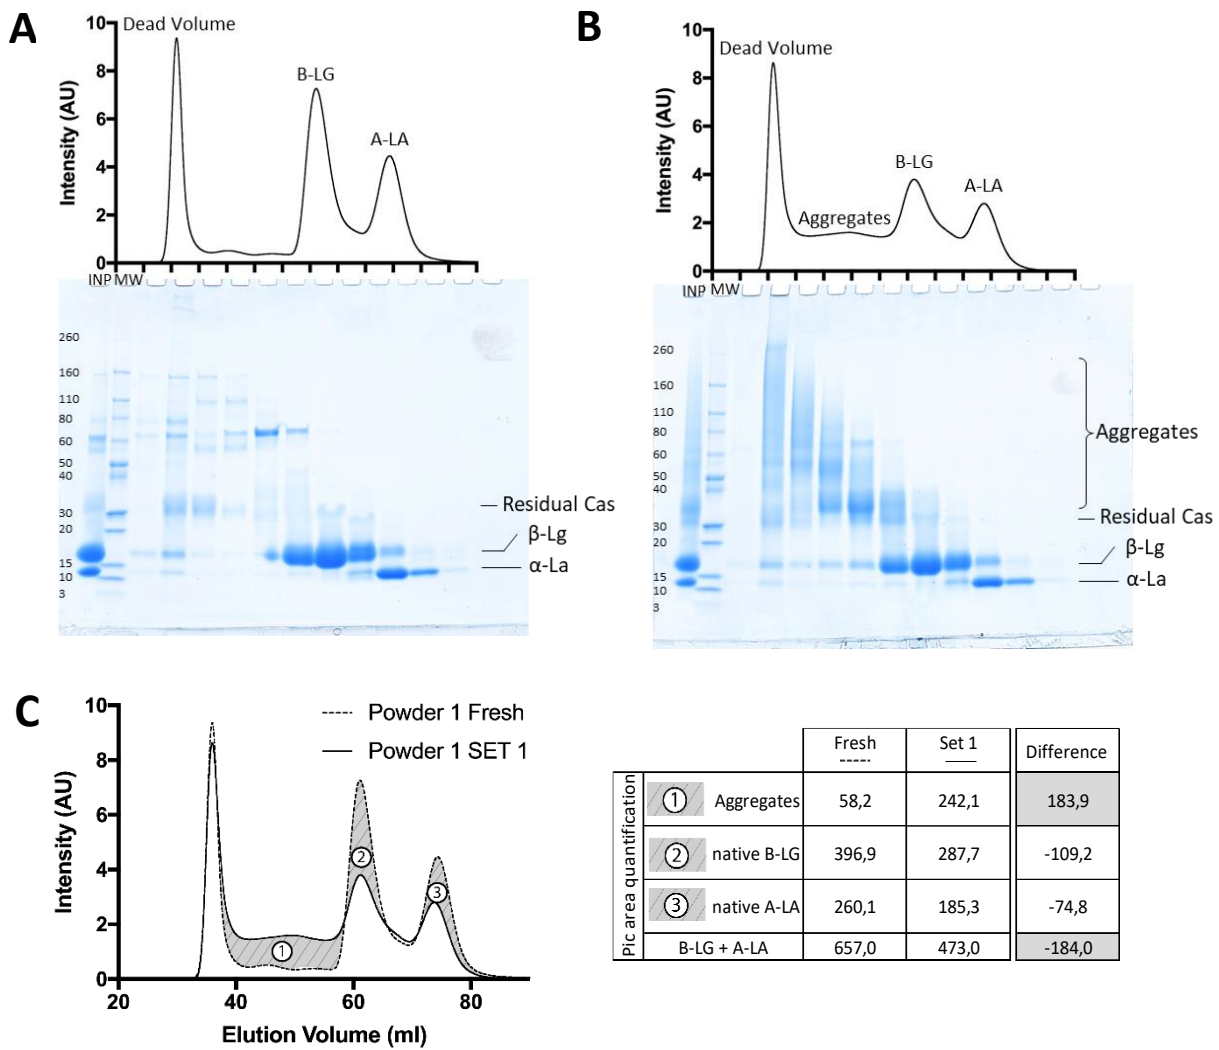 A
10
8
6
4
2
0
Intensity (AU)
Dead Volume
B-LG
A-LA
INP MW
260
160
110
80
60
50
40
30
20
15
10
3
Residual Cas
β-Lg
α-La
B
10
8
6
4
2
0
Intensity (AU)
Dead Volume
Aggregates
B-LG
A-LA
INP MW
260
160
110
80
60
50
40
30
20
15
10
3
Aggregates
Residual Cas
β-Lg
α-La
C
10
8
6
4
2
0
Intensity (AU)
Powder 1 Fresh
Powder 1 SET 1
1
2
3
20 40 60 80
Elution Volume (ml)
Fresh Set 1 Difference
Pic area quantification
1 Aggregates 58,2 242,1 183,9
2 native B-LG 396,9 287,7 -109,2
3 native A-LA 260,1 185,3 -74,8
B-LG + A-LA 657,0 473,0 -184,0